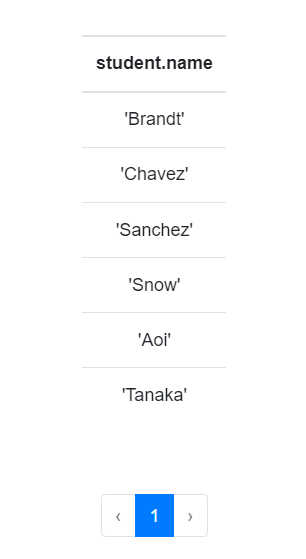 student.name
'Brandt'
'Chavez'
'Sanchez'
'Snow'
'Aoi'
'Tanaka'
‹ 1 ›